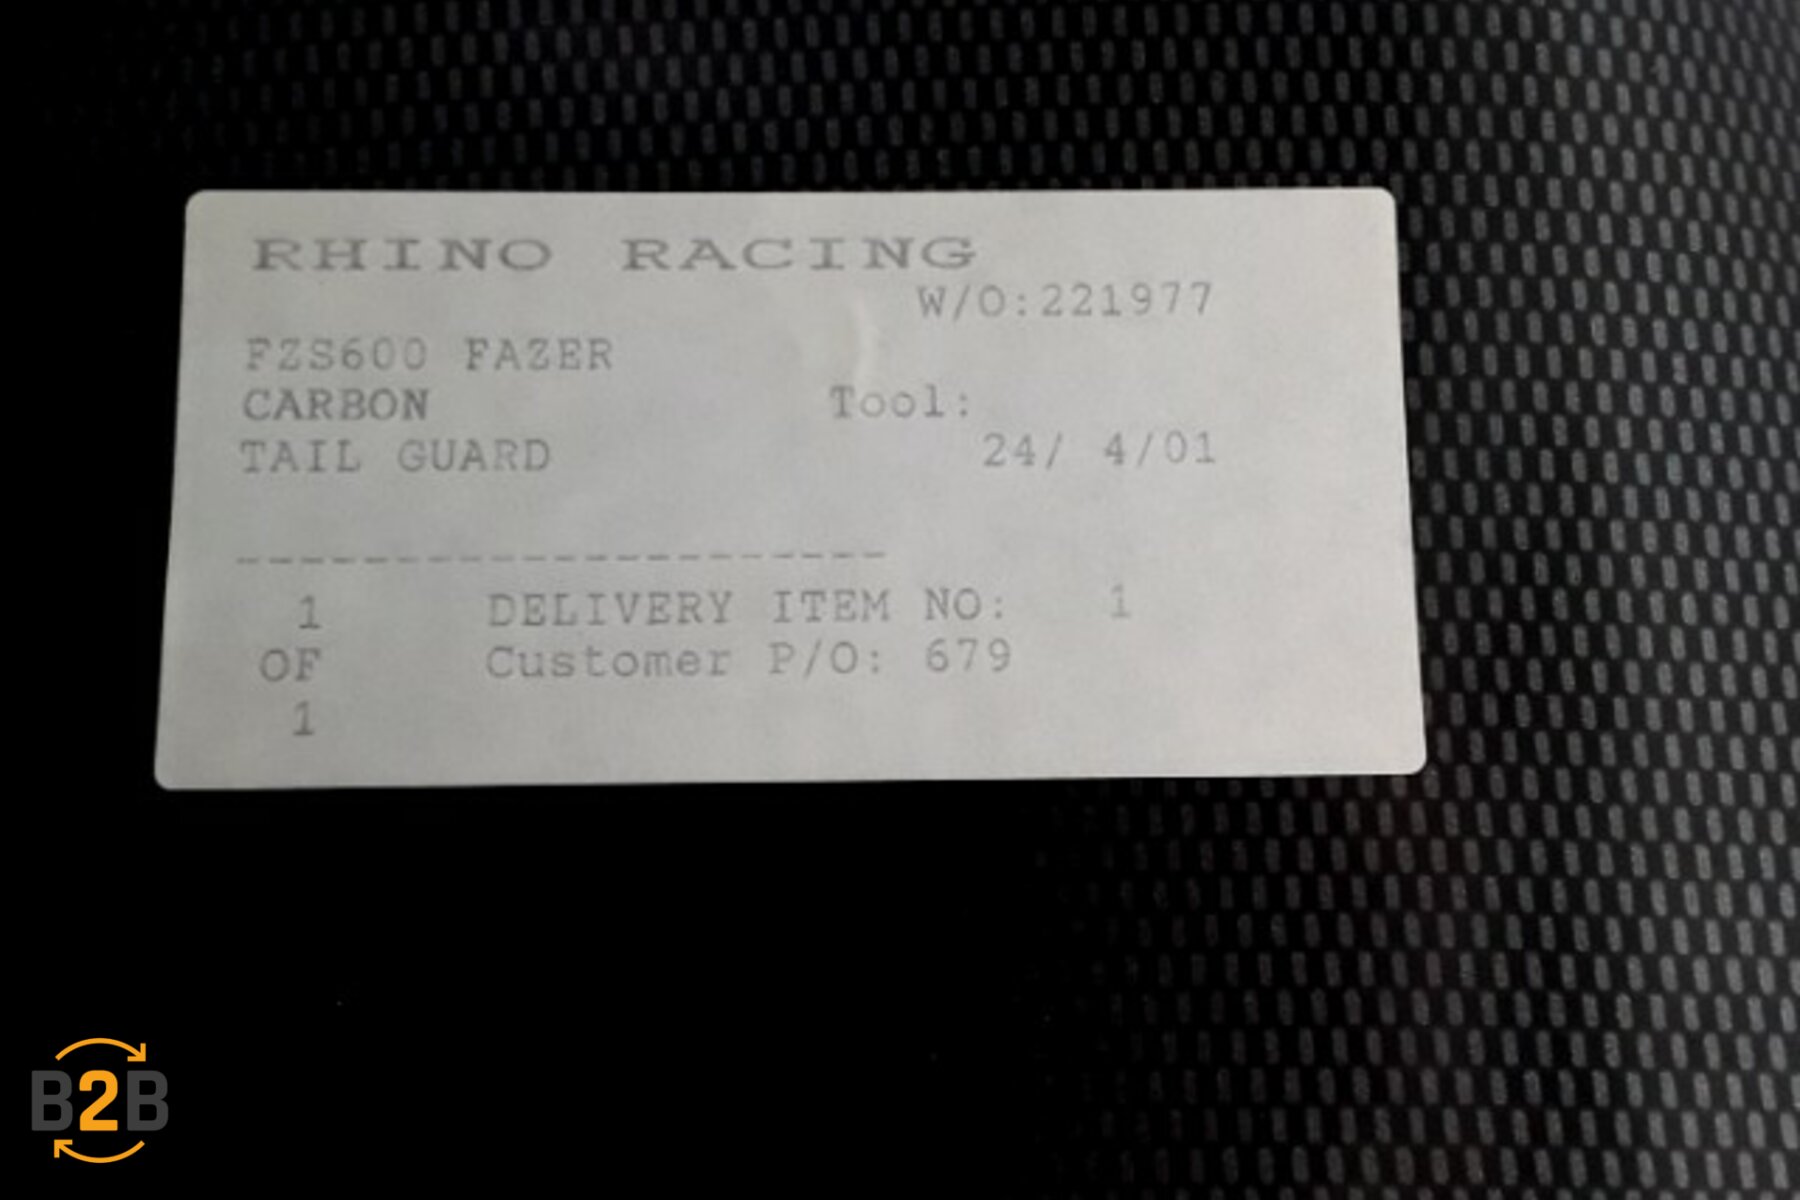 RHINO RACING
W/O:221977
FZS600 FAZER
CARBON Tool:
TAIL GUARD 24/ 4/01
---------------------
1 DELIVERY ITEM NO: 1
OF Customer P/O: 679
1
B2B